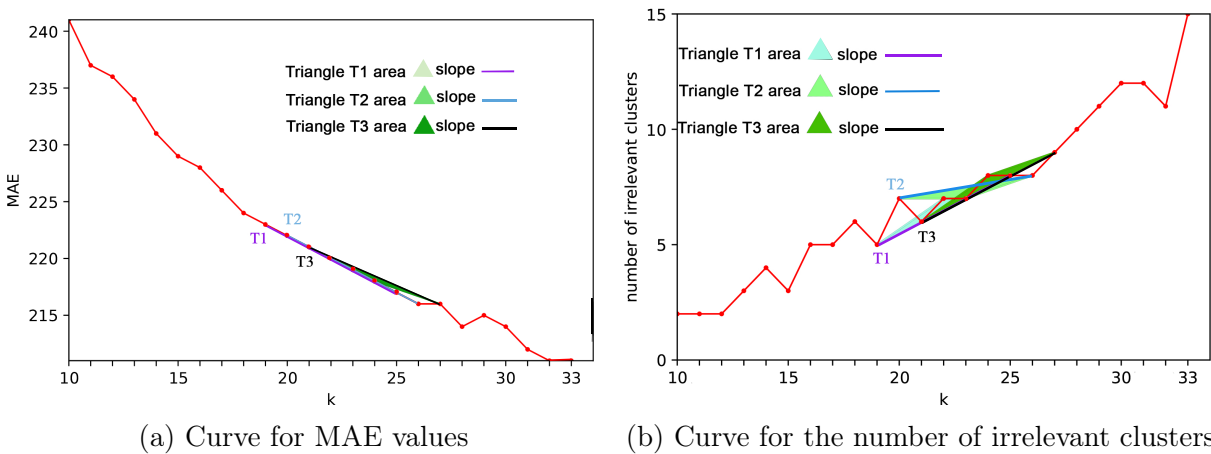 240
235
230
225
220
215
MAE
Triangle T1 area slope
Triangle T2 area slope
Triangle T3 area slope
T2
T1
T3
10 15 20 25 30 33
k
(a) Curve for MAE values
15
10
5
0
number of irrelevant clusters
Triangle T1 area slope
Triangle T2 area slope
Triangle T3 area slope
T2
T3
T1
10 15 20 25 30 33
k
(b) Curve for the number of irrelevant clusters